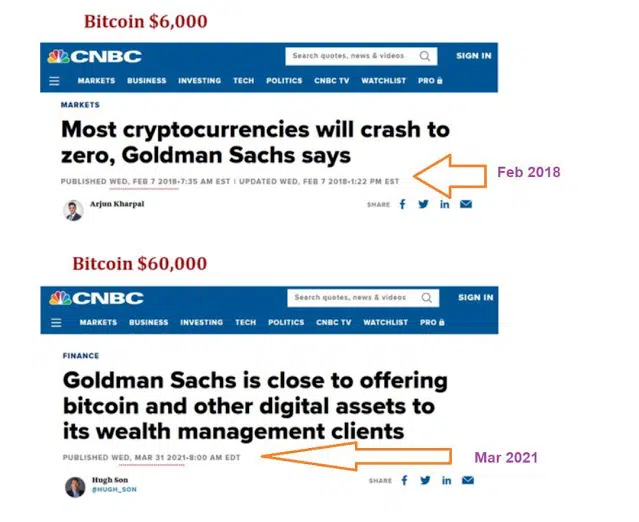 Bitcoin $6,000
CNBC
Search quotes, news & videos
SIGN IN
MARKETS BUSINESS INVESTING TECH POLITICS CNBC TV WATCHLIST PRO
MARKETS
Most cryptocurrencies will crash to
zero, Goldman Sachs says
PUBLISHED WED, FEB 7 2018•7:35 AM EST | UPDATED WED, FEB 7 2018•1:22 PM EST
Feb 2018
Arjun Kharpal
SHARE f in
Bitcoin $60,000
CNBC
Search quotes, news & videos
SIGN IN
MARKETS BUSINESS INVESTING TECH POLITICS CNBC TV WATCHLIST PRO
FINANCE
Goldman Sachs is close to offering
bitcoin and other digital assets to
its wealth management clients
PUBLISHED WED, MAR 31 2021•8:00 AM EDT
Mar 2021
Hugh Son
@HUGH_SON
SHARE f in